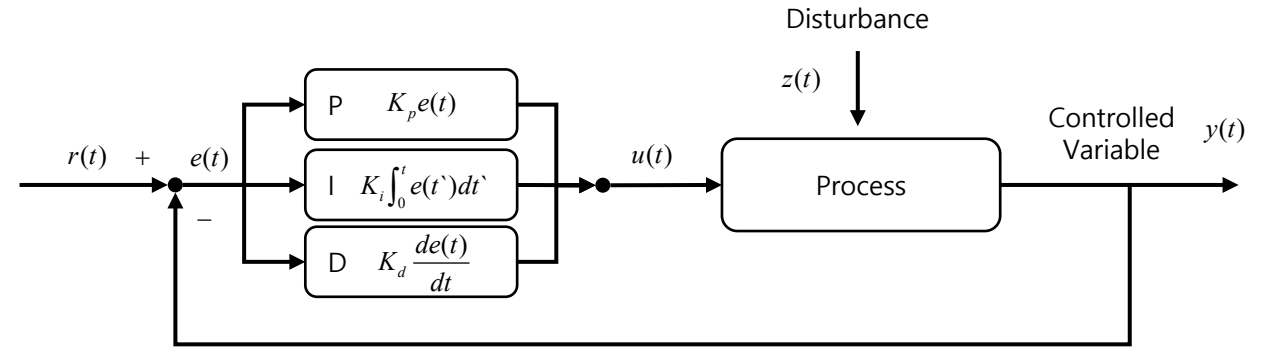 Disturbance
z(t)
Controlled
Variable
y(t)
r(t) + e(t)
−
P K_p e(t)
I K_i ∫_0^t e(t`)dt`
D K_d de(t)/dt
u(t)
Process